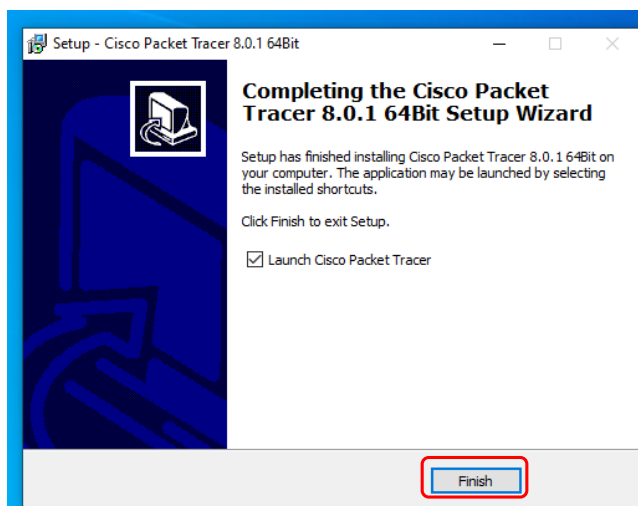 Setup - Cisco Packet Tracer 8.0.1 64Bit
Completing the Cisco Packet
Tracer 8.0.1 64Bit Setup Wizard
Setup has finished installing Cisco Packet Tracer 8.0.1 64Bit on
your computer. The application may be launched by selecting
the installed shortcuts.
Click Finish to exit Setup.
Launch Cisco Packet Tracer
Finish